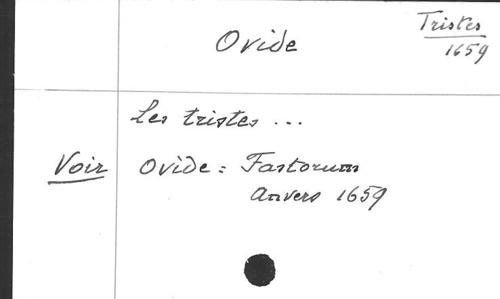 Ovide
Tristes
1659
Les tristes ...
Voir Ovide : Fastorum
Anvers 1659